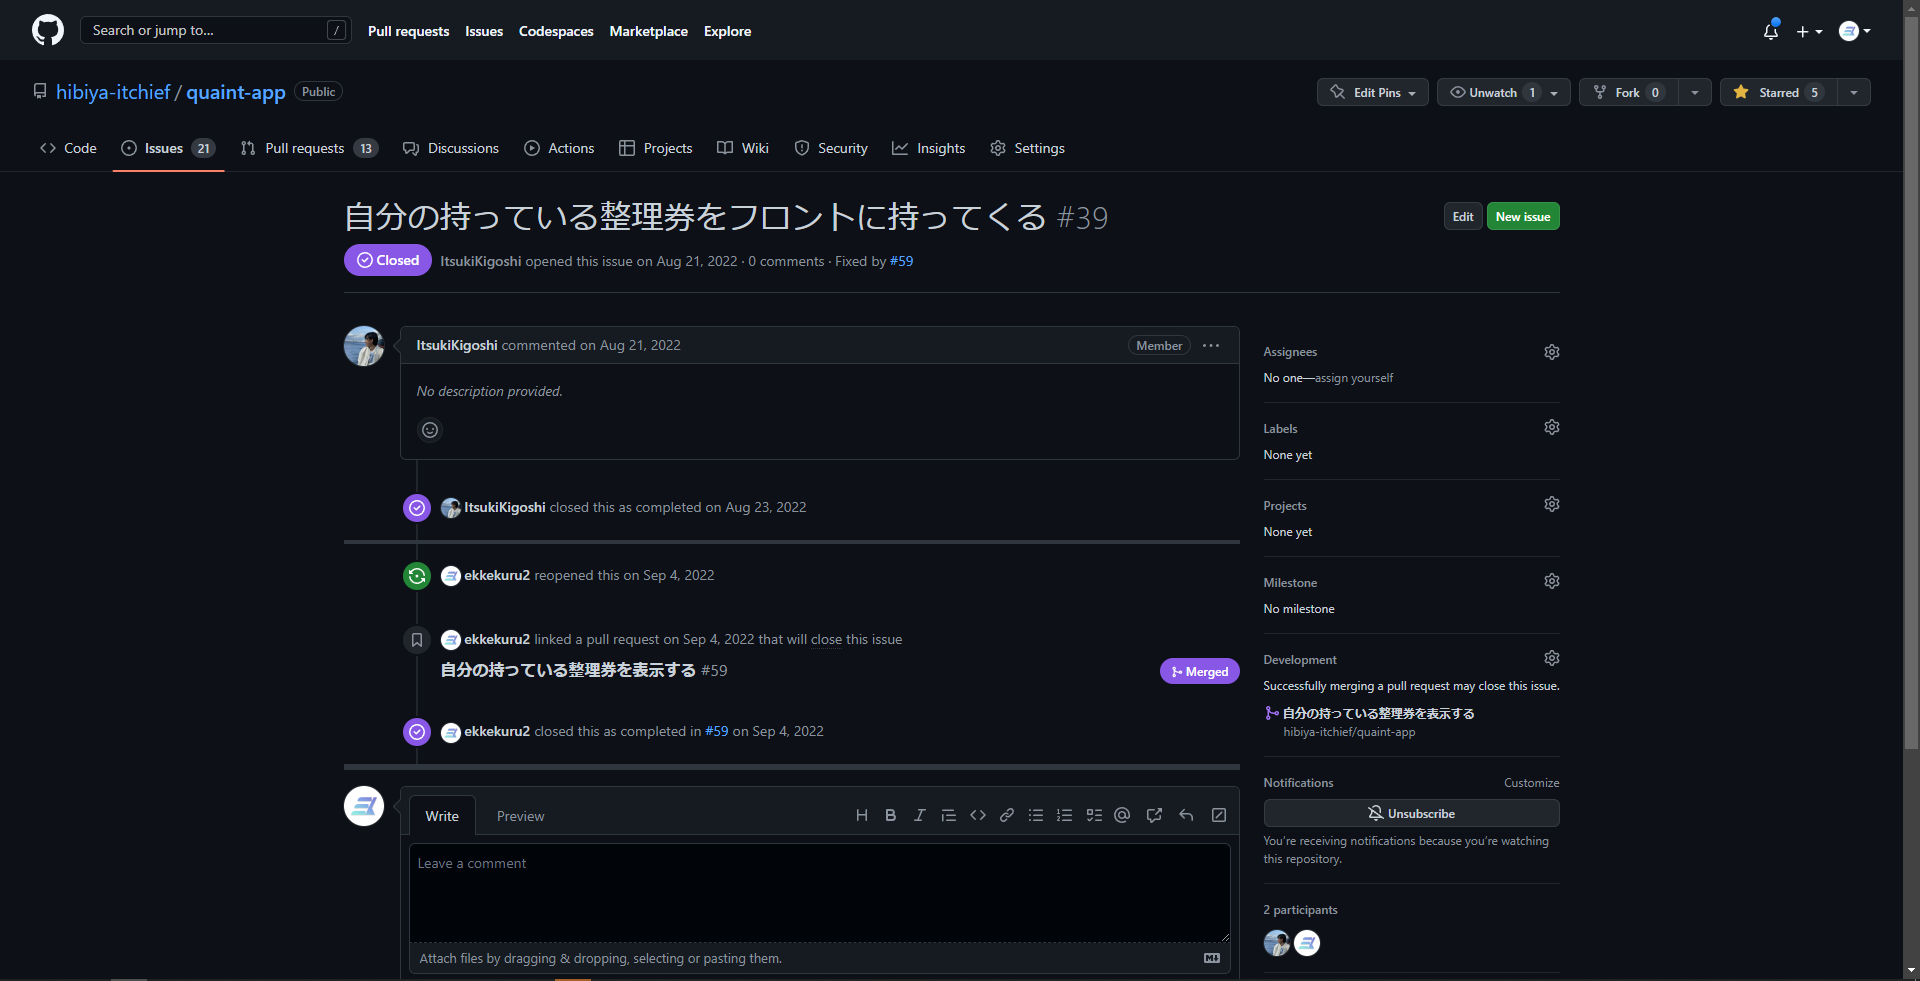 Search or jump to... /
Pull requests Issues Codespaces Marketplace Explore
hibiya-itchief / quaint-app Public
Edit Pins Unwatch 1 Fork 0 Starred 5
Code Issues 21 Pull requests 13 Discussions Actions Projects Wiki Security Insights Settings
自分の持っている整理券をフロントに持ってくる #39
Edit New issue
Closed ItsukiKigoshi opened this issue on Aug 21, 2022 · 0 comments · Fixed by #59
ItsukiKigoshi commented on Aug 21, 2022 Member
No description provided.
ItsukiKigoshi closed this as completed on Aug 23, 2022
ekkekuru2 reopened this on Sep 4, 2022
ekkekuru2 linked a pull request on Sep 4, 2022 that will close this issue
自分の持っている整理券を表示する #59 Merged
ekkekuru2 closed this as completed in #59 on Sep 4, 2022
Write Preview
Leave a comment
Attach files by dragging & dropping, selecting or pasting them.
Assignees
No one—assign yourself
Labels
None yet
Projects
None yet
Milestone
No milestone
Development
Successfully merging a pull request may close this issue.
自分の持っている整理券を表示する
hibiya-itchief/quaint-app
Notifications Customize
Unsubscribe
You're receiving notifications because you're watching
this repository.
2 participants